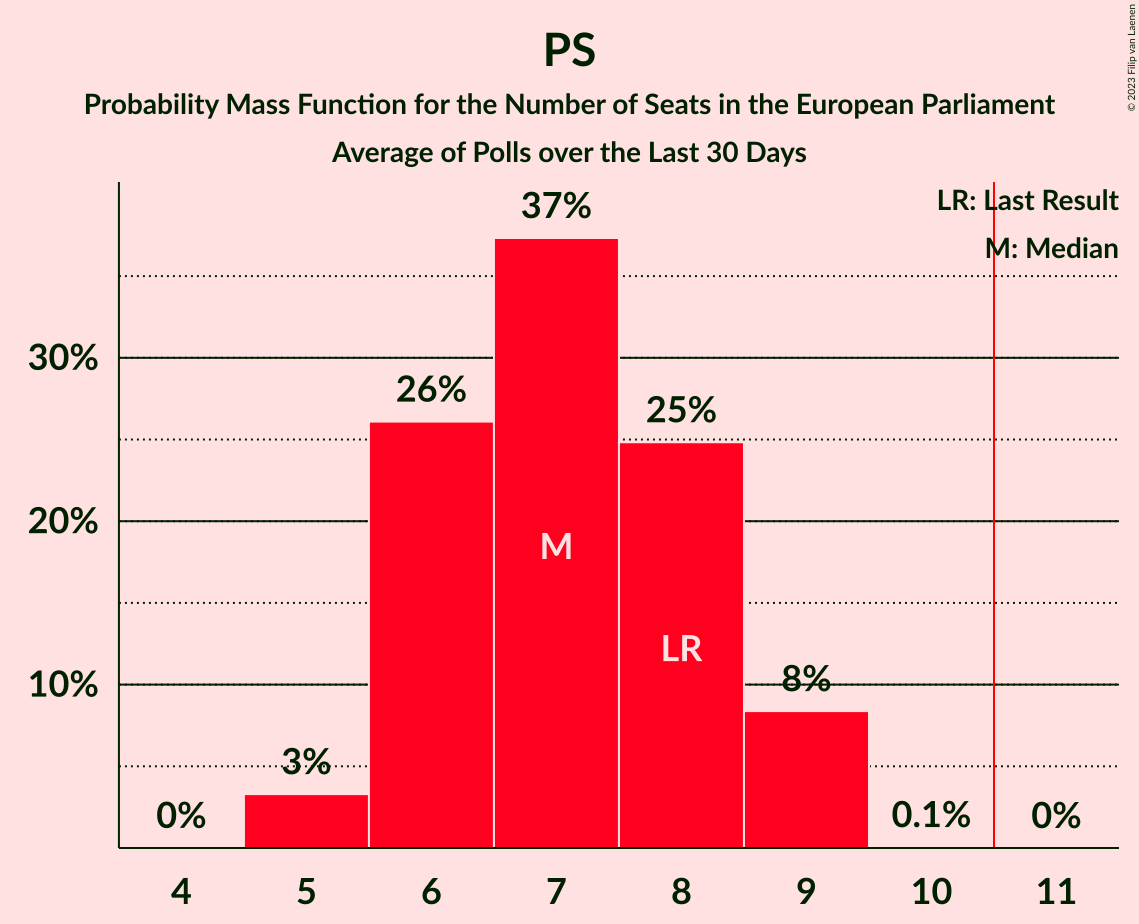 PS
Probability Mass Function for the Number of Seats in the European Parliament
Average of Polls over the Last 30 Days
© 2023 Filip van Laenen
LR: Last Result
M: Median
37%
30%
26%
25%
20%
M
LR
10%
8%
3%
0%
0.1%
0%
4 5 6 7 8 9 10 11